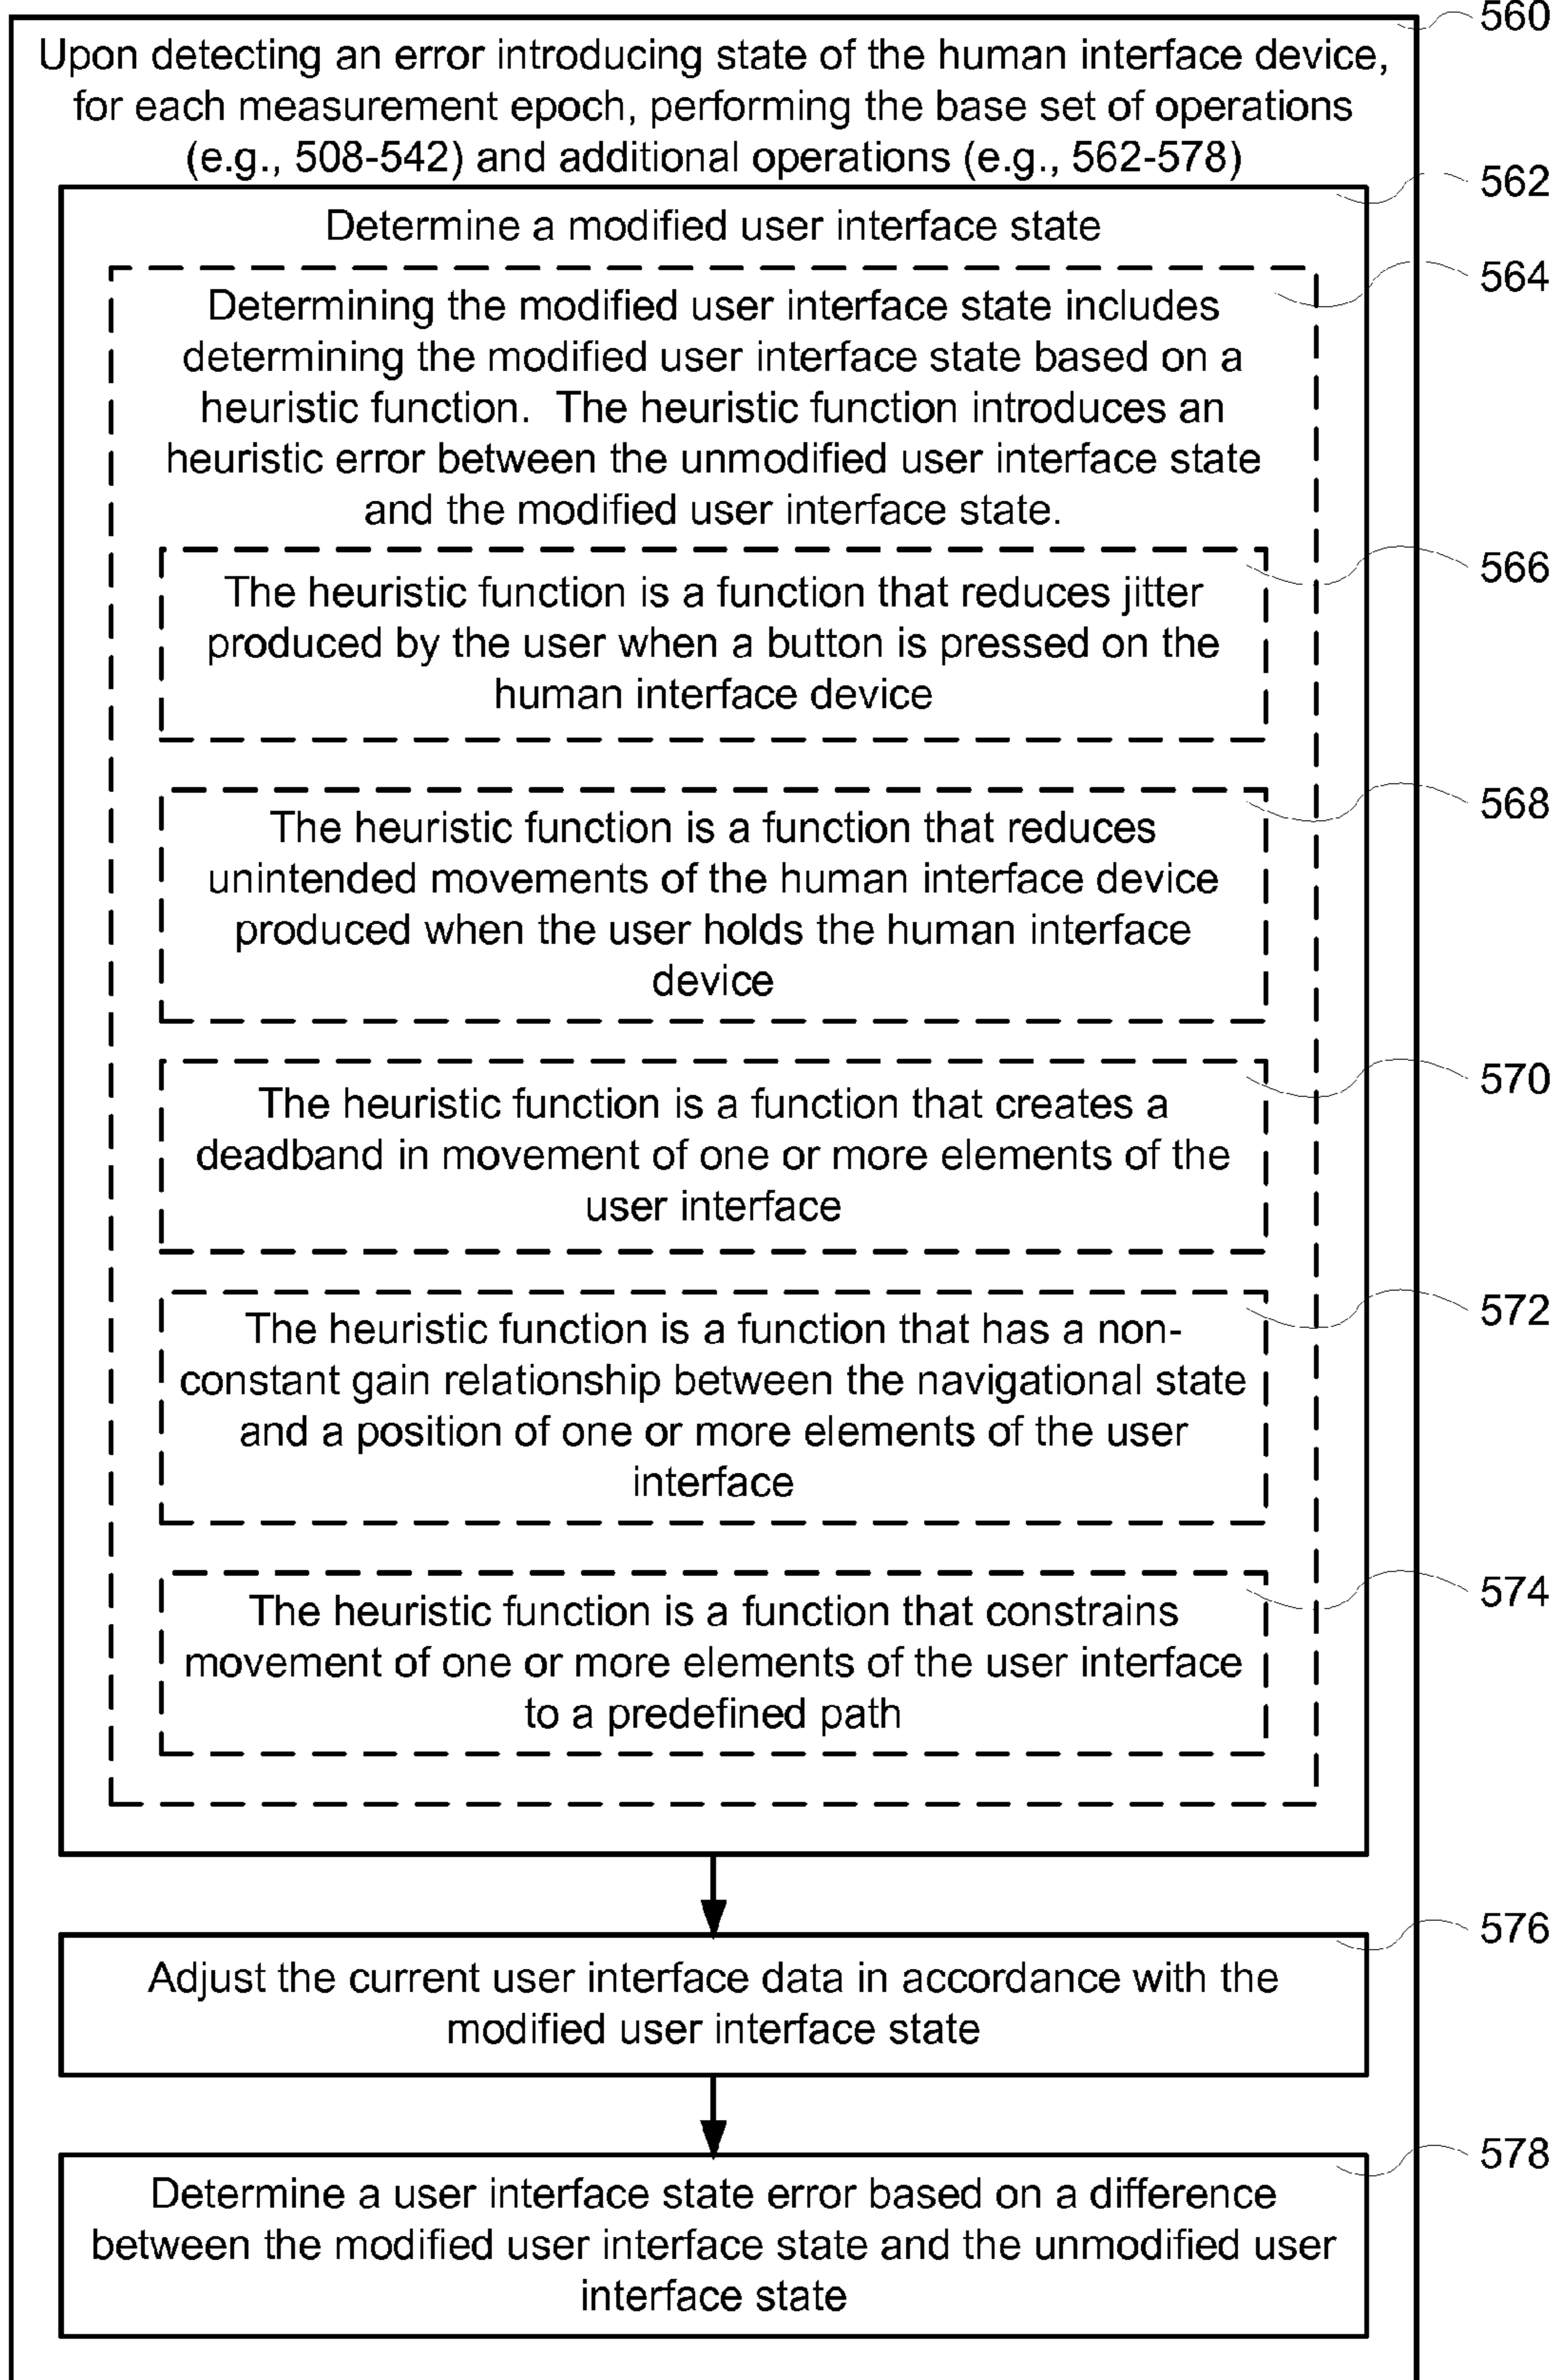 560
Upon detecting an error introducing state of the human interface device,
for each measurement epoch, performing the base set of operations
(e.g., 508-542) and additional operations (e.g., 562-578)
562
Determine a modified user interface state
564
Determining the modified user interface state includes
determining the modified user interface state based on a
heuristic function.  The heuristic function introduces an
heuristic error between the unmodified user interface state
and the modified user interface state.
566
The heuristic function is a function that reduces jitter
produced by the user when a button is pressed on the
human interface device
568
The heuristic function is a function that reduces
unintended movements of the human interface device
produced when the user holds the human interface
device
570
The heuristic function is a function that creates a
deadband in movement of one or more elements of the
user interface
572
The heuristic function is a function that has a non-
constant gain relationship between the navigational state
and a position of one or more elements of the user
interface
574
The heuristic function is a function that constrains
movement of one or more elements of the user interface
to a predefined path
576
Adjust the current user interface data in accordance with the
modified user interface state
578
Determine a user interface state error based on a difference
between the modified user interface state and the unmodified user
interface state